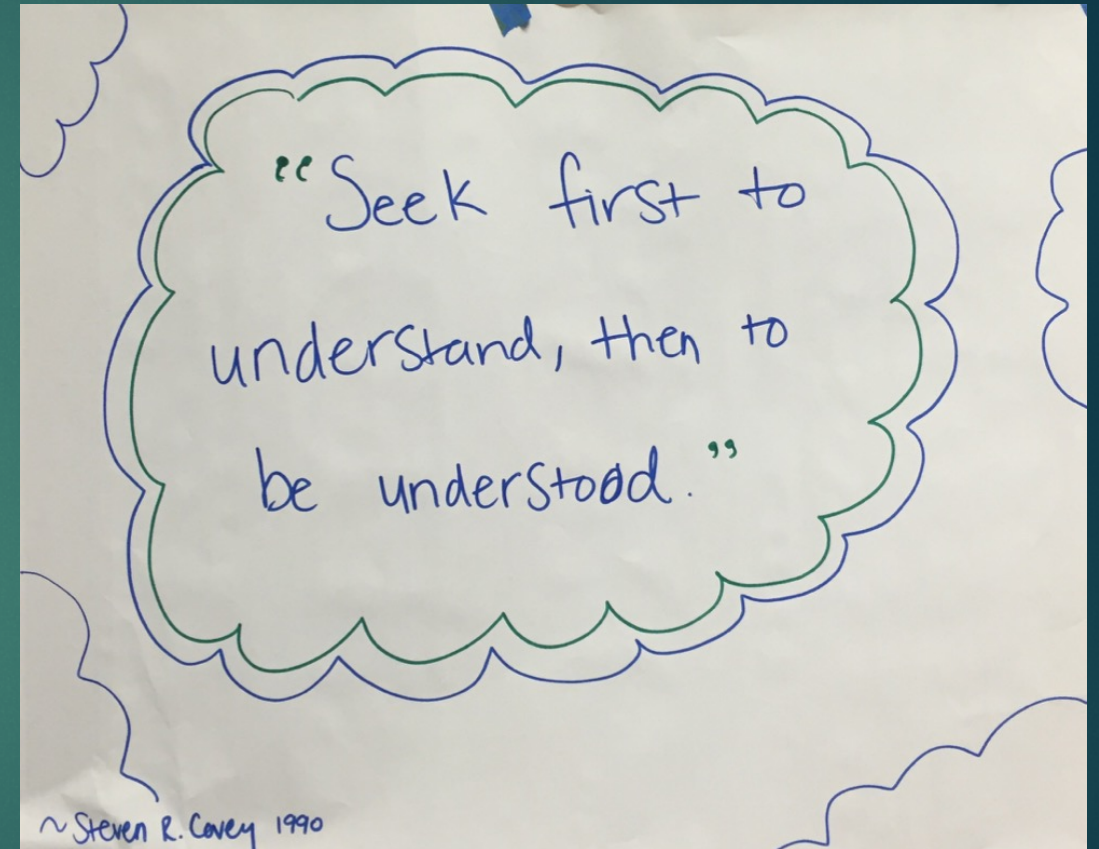 “Seek first to
understand, then to
be understood.”
~ Steven R. Covey 1990